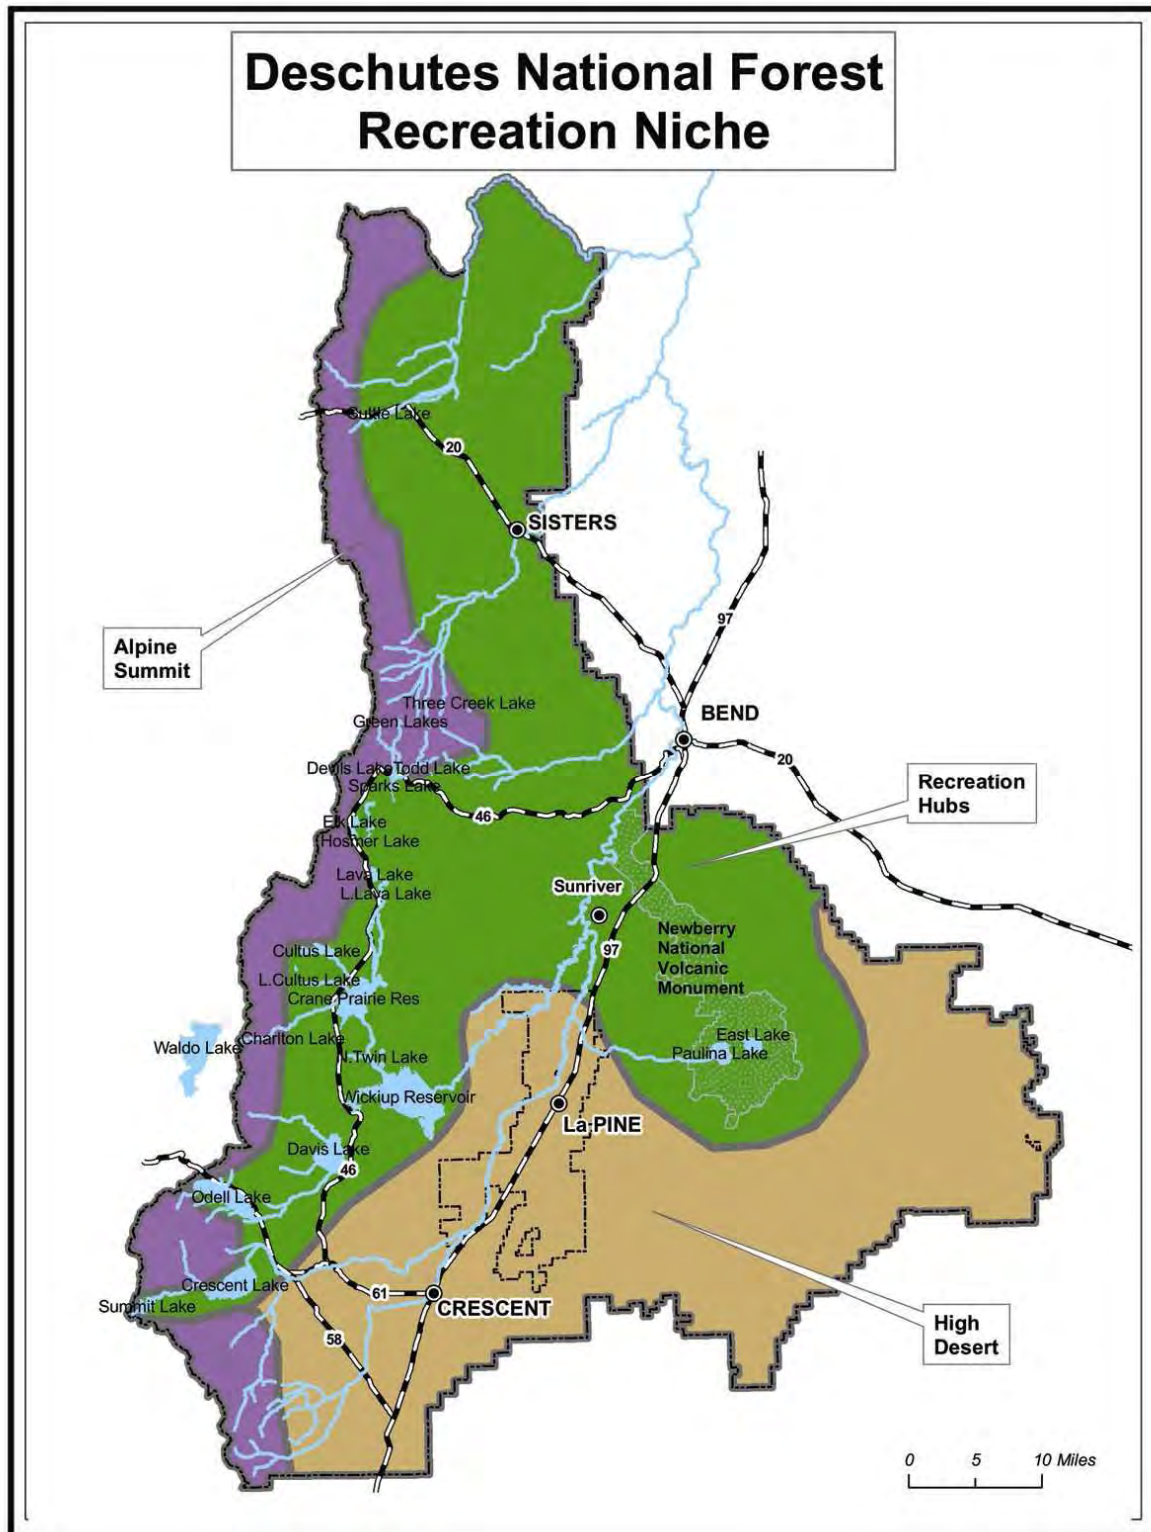 Deschutes National Forest
Recreation Niche
Suttle Lake
20
SISTERS
97
Alpine
Summit
Three Creek Lake
Green Lakes
BEND
Devils Lake
Todd Lake
Sparks Lake
20
46
Recreation
Hubs
Elk Lake
Hosmer Lake
Lava Lake
L.Lava Lake
Sunriver
Newberry
National
Volcanic
Monument
97
Cultus Lake
L.Cultus Lake
Crane Prairie Res
Waldo Lake
Charlton Lake
East Lake
Paulina Lake
N.Twin Lake
Wickiup Reservoir
La PINE
Davis Lake
46
Odell Lake
Crescent Lake
Summit Lake
61
CRESCENT
58
High
Desert
0 5 10 Miles